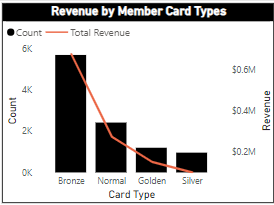 Revenue by Member Card Types
Count Total Revenue
6K
4K
2K
0K
Count
$0.6M
$0.4M
$0.2M
Revenue
Bronze Normal Golden Silver
Card Type